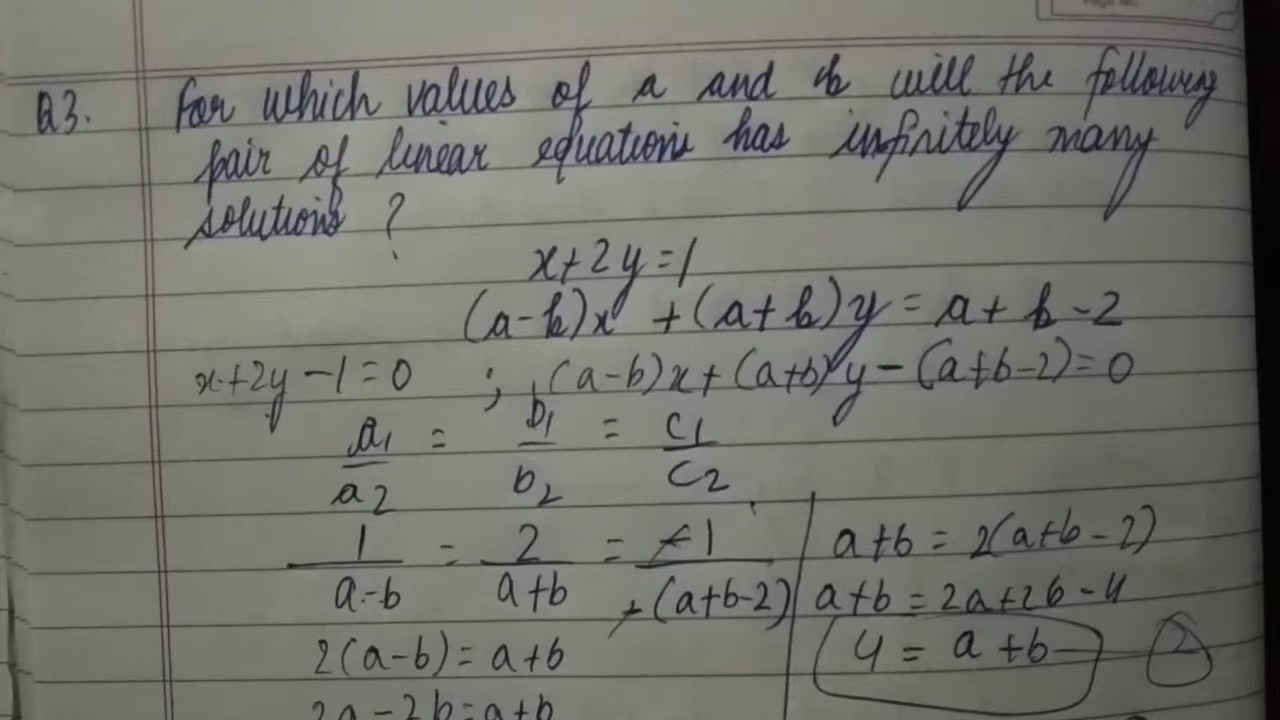 Q3. For which values of a and b will the following
pair of linear equations has infinitely many
solutions ?
x+2y=1
(a-b)x + (a+b)y = a+b-2
x+2y-1=0 ; (a-b)x+(a+b)y-(a+b-2)=0
a1/a2 = b1/b2 = c1/c2
1/(a-b) = 2/(a+b) = -1/-(a+b-2)
2(a-b)=a+b
2a-2b=a+b
a+b = 2(a+b-2)
a+b = 2a+2b-4
4 = a+b 2